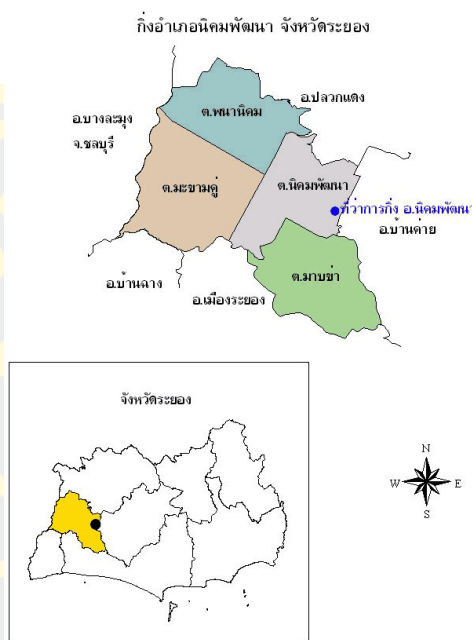 กิ่งอำเภอนิคมพัฒนา จังหวัดระยอง
อ.ปลวกแดง
ต.พนานิคม
อ.บางละมุง
จ.ชลบุรี
ต.มะขามคู่
ต.นิคมพัฒนา
ที่ว่าการกิ่ง อ.นิคมพัฒนา
อ.บ้านค่าย
ต.มาบข่า
อ.บ้านฉาง
อ.เมืองระยอง
จังหวัดระยอง
N
W E
S